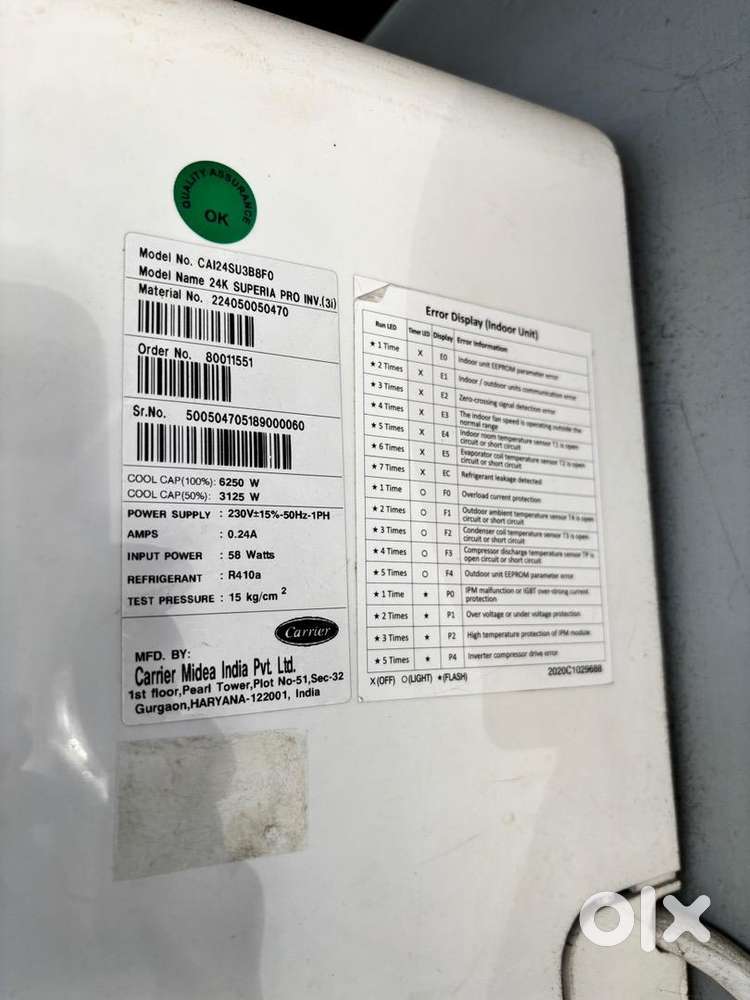 QUALITY ASSURANCE
OK
Model No. CAI24SU3B8F0
Model Name 24K SUPERIA PRO INV.(3i)
Material No. 224050050470
Order No. 80011551
Sr.No. 500504705189000060
COOL CAP(100%): 6250 W
COOL CAP(50%): 3125 W
POWER SUPPLY : 230V±15%-50Hz-1PH
AMPS : 0.24A
INPUT POWER : 58 Watts
REFRIGERANT : R410a
TEST PRESSURE : 15 kg/cm2
Carrier
MFD. BY:
Carrier Midea India Pvt. Ltd.
1st floor,Pearl Tower,Plot No-51,Sec-32
Gurgaon,HARYANA-122001, India
Error Display (Indoor Unit)
Run LED Timer LED Display Error Information
★ 1 Time X E0 Indoor unit EEPROM parameter error
★ 2 Times X E1 Indoor / outdoor units communication error
★ 3 Times X E2 Zero-crossing signal detection error
★ 4 Times X E3 The indoor fan speed is operating outside the
normal range
★ 5 Times X E4 Indoor room temperature sensor T1 is open
circuit or short circuit
★ 6 Times X E5 Evaporator coil temperature sensor T2 is open
circuit or short circuit
★ 7 Times X EC Refrigerant leakage detected
★ 1 Time O F0 Overload current protection
★ 2 Times O F1 Outdoor ambient temperature sensor T4 is open
circuit or short circuit
★ 3 Times O F2 Condenser coil temperature sensor T3 is open
circuit or short circuit
★ 4 Times O F3 Compressor discharge temperature sensor TP is
open circuit or short circuit
★ 5 Times O F4 Outdoor unit EEPROM parameter error
★ 1 Time ★ P0 IPM malfunction or IGBT over-strong current
protection
★ 2 Times ★ P1 Over voltage or under voltage protection
★ 3 Times ★ P2 High temperature protection of IPM module
★ 5 Times ★ P4 Inverter compressor drive error
X(OFF) O(LIGHT) ★(FLASH) 2020C1029688
olx